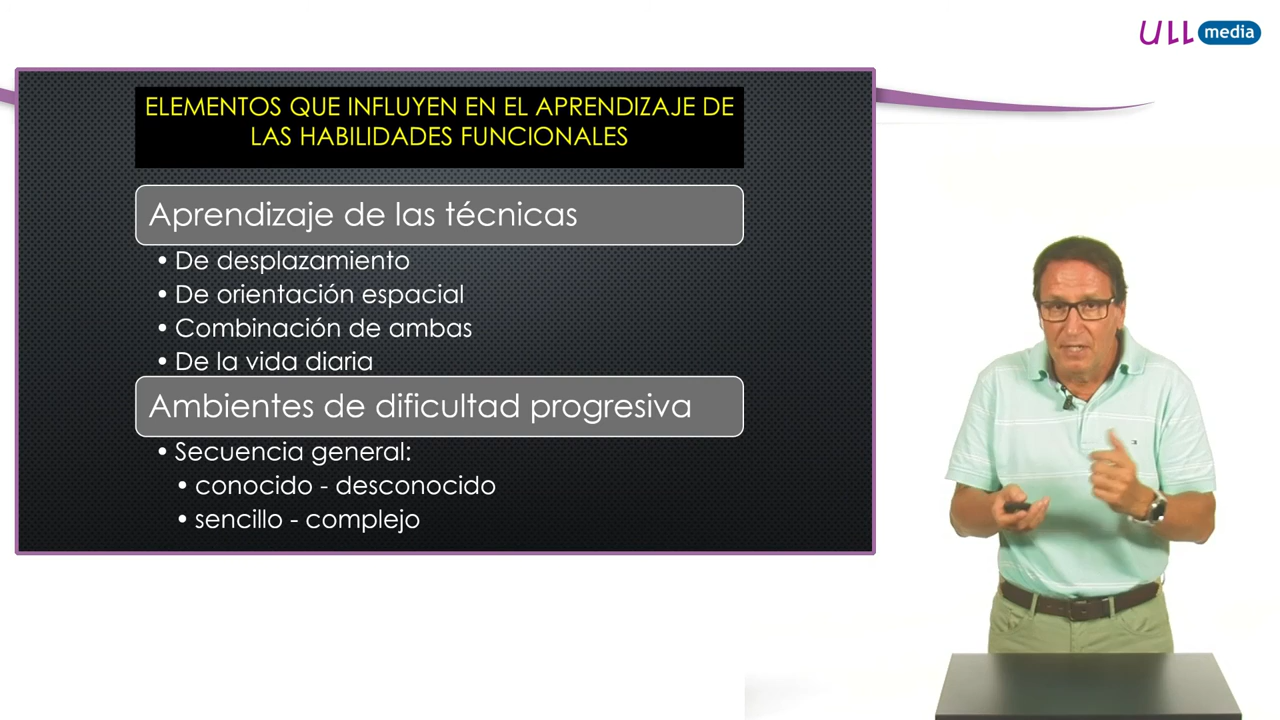 ULL media
ELEMENTOS QUE INFLUYEN EN EL APRENDIZAJE DE
LAS HABILIDADES FUNCIONALES
Aprendizaje de las técnicas
• De desplazamiento
• De orientación espacial
• Combinación de ambas
• De la vida diaria
Ambientes de dificultad progresiva
• Secuencia general:
• conocido - desconocido
• sencillo - complejo